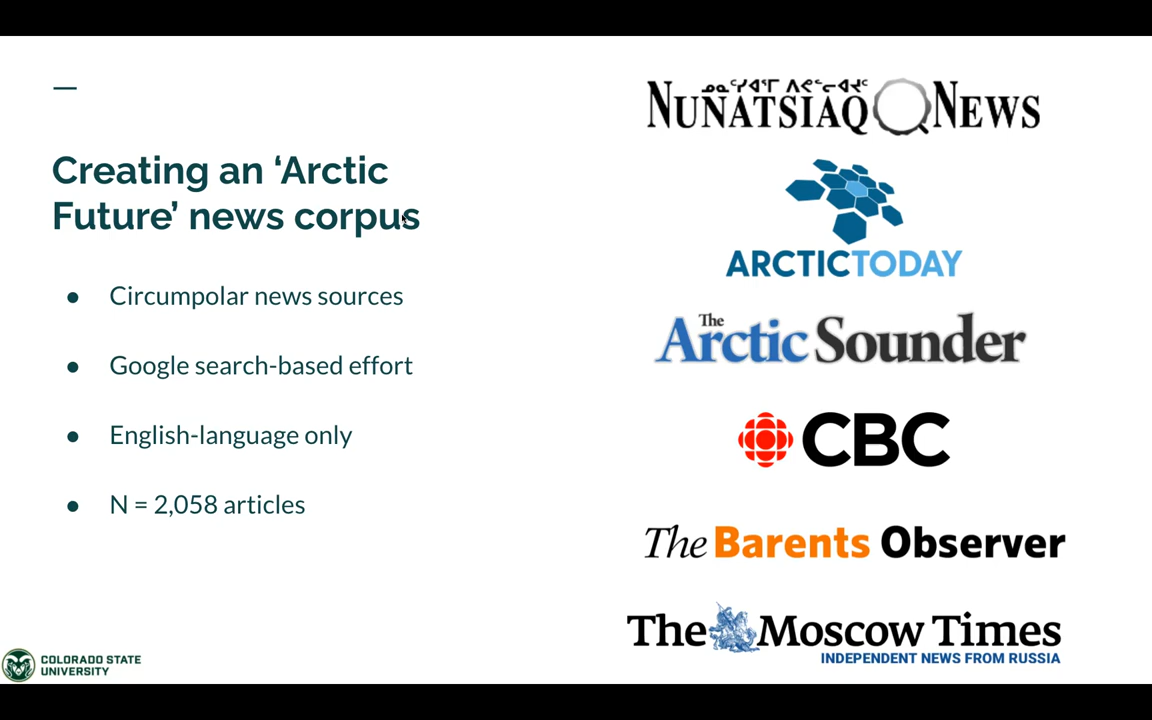 Creating an ‘Arctic
Future’ news corpus
● Circumpolar news sources
● Google search-based effort
● English-language only
● N = 2,058 articles
COLORADO STATE
UNIVERSITY
NUNATSIAQ NEWS
ARCTICTODAY
The Arctic Sounder
CBC
The Barents Observer
The Moscow Times
INDEPENDENT NEWS FROM RUSSIA